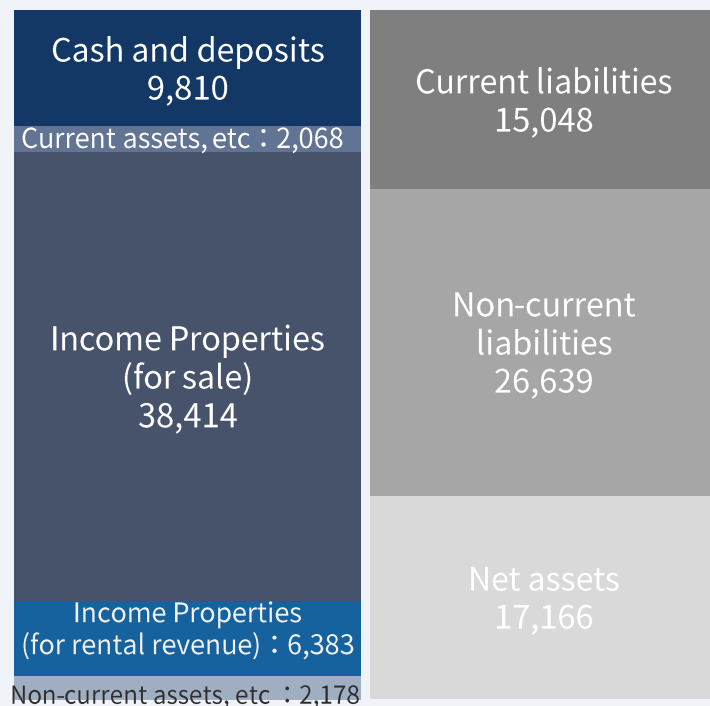 Cash and deposits
9,810
Current assets, etc：2,068
Income Properties
(for sale)
38,414
Income Properties
(for rental revenue)：6,383
Non-current assets, etc ：2,178
Current liabilities
15,048
Non-current
liabilities
26,639
Net assets
17,166